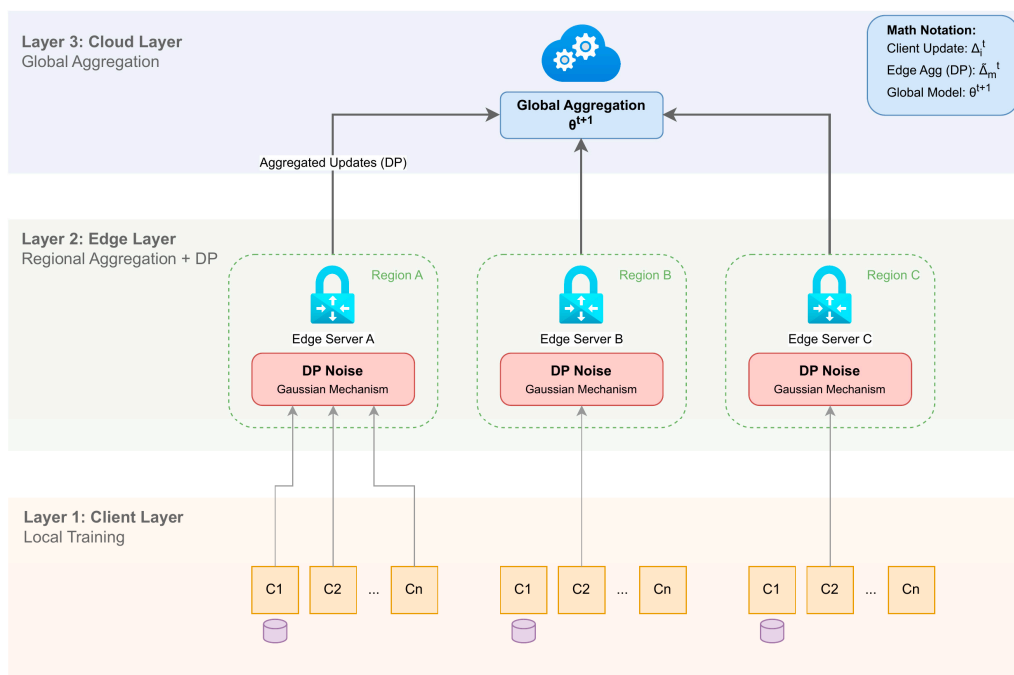 Layer 3: Cloud Layer
Global Aggregation
Math Notation:
Client Update: Δᵢᵗ
Edge Agg (DP): Δ̃ₘᵗ
Global Model: θᵗ⁺¹
Global Aggregation
θᵗ⁺¹
Aggregated Updates (DP)
Layer 2: Edge Layer
Regional Aggregation + DP
Region A
Edge Server A
DP Noise
Gaussian Mechanism
Region B
Edge Server B
DP Noise
Gaussian Mechanism
Region C
Edge Server C
DP Noise
Gaussian Mechanism
Layer 1: Client Layer
Local Training
C1 C2 ... Cn
C1 C2 ... Cn
C1 C2 ... Cn